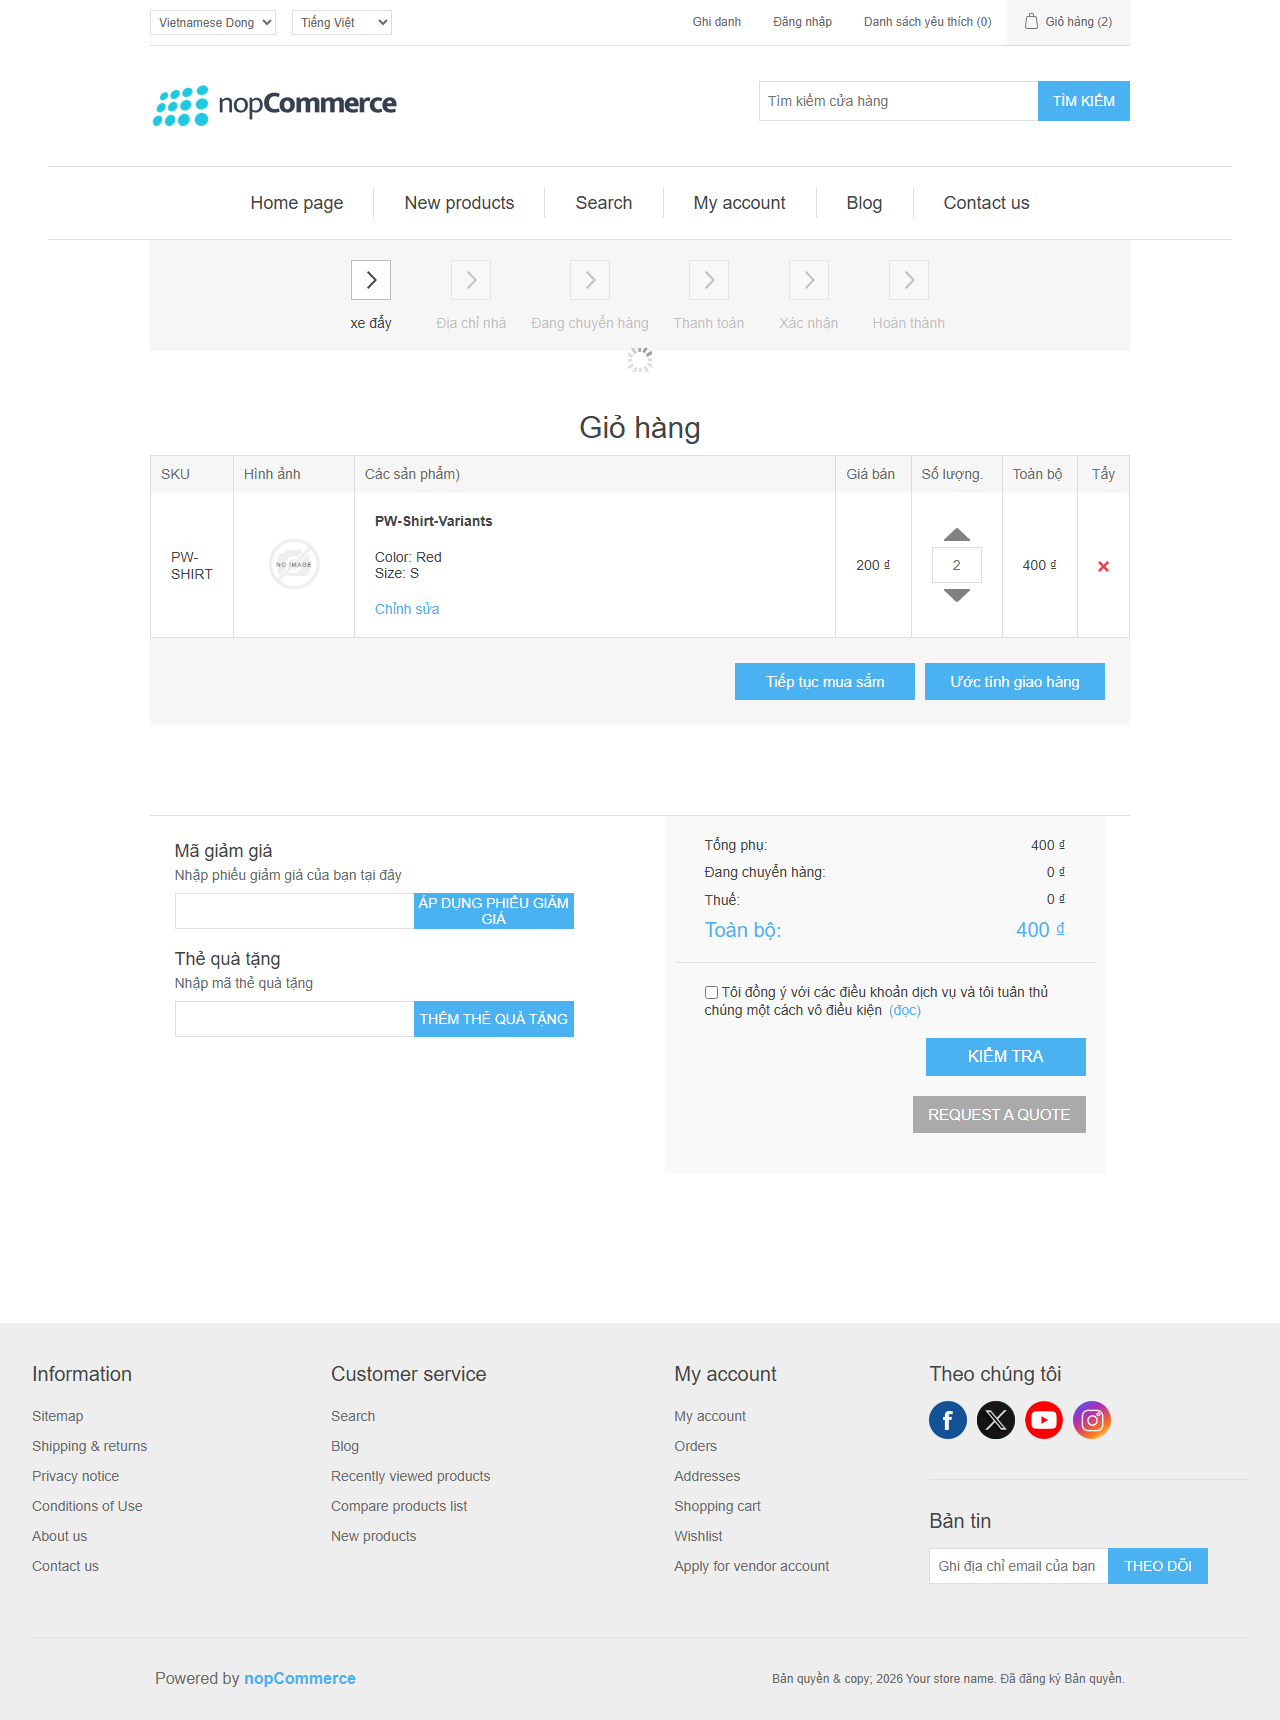 Vietnamese Dong Tiếng Việt Ghi danh Đăng nhập Danh sách yêu thích (0) Giỏ hàng (2)
nopCommerce Tìm kiếm cửa hàng TÌM KIẾM
Home page New products Search My account Blog Contact us
xe đẩy Địa chỉ nhà Đang chuyển hàng Thanh toán Xác nhận Hoàn thành
Giỏ hàng
SKU Hình ảnh Các sản phẩm) Giá bán Số lượng. Toàn bộ Tẩy
PW-Shirt-Variants
Color: Red
Size: S
Chỉnh sửa
PW-
SHIRT
NO IMAGE
200 ₫ 2 400 ₫
Tiếp tục mua sắm Ước tính giao hàng
Mã giảm giá
Nhập phiếu giảm giá của bạn tại đây
ÁP DỤNG PHIẾU GIẢM
GIÁ
Thẻ quà tặng
Nhập mã thẻ quà tặng
THÊM THẺ QUÀ TẶNG
Tổng phụ: 400 ₫
Đang chuyển hàng: 0 ₫
Thuế: 0 ₫
Toàn bộ: 400 ₫
Tôi đồng ý với các điều khoản dịch vụ và tôi tuân thủ
chúng một cách vô điều kiện (đọc)
KIỂM TRA
REQUEST A QUOTE
Information
Sitemap
Shipping & returns
Privacy notice
Conditions of Use
About us
Contact us
Customer service
Search
Blog
Recently viewed products
Compare products list
New products
My account
My account
Orders
Addresses
Shopping cart
Wishlist
Apply for vendor account
Theo chúng tôi
Bản tin
Ghi địa chỉ email của bạn THEO DÕI
Powered by nopCommerce
Bản quyền & copy; 2026 Your store name. Đã đăng ký Bản quyền.